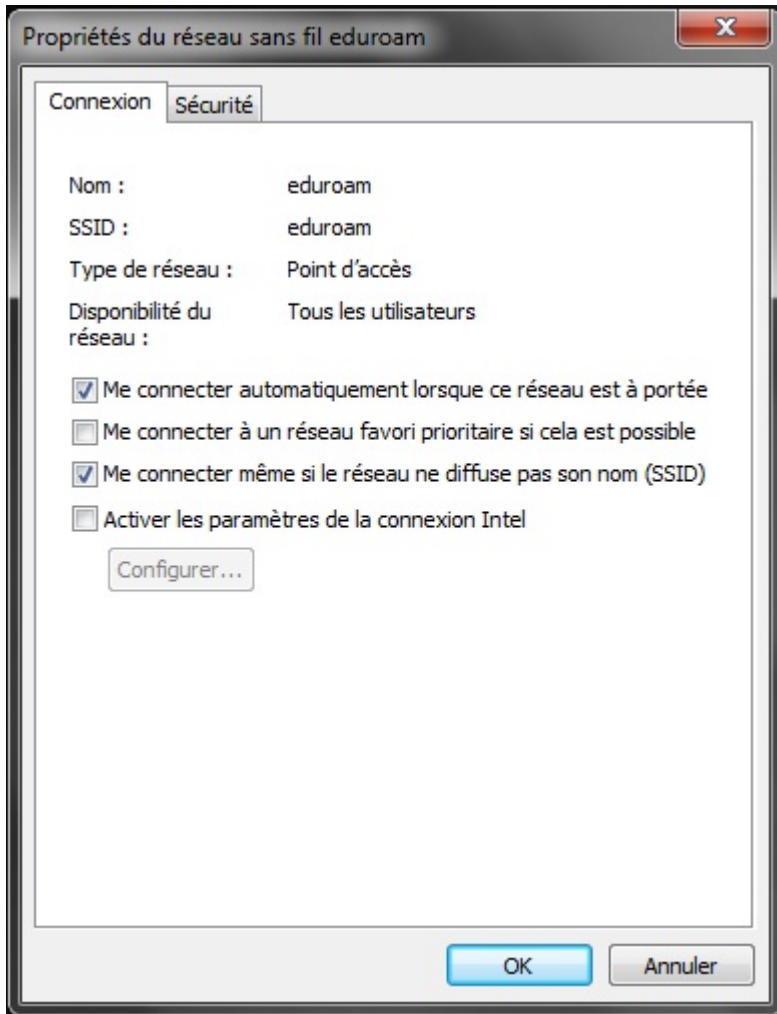 Propriétés du réseau sans fil eduroam
Connexion
Sécurité
Nom : eduroam
SSID : eduroam
Type de réseau : Point d'accès
Disponibilité du Tous les utilisateurs
réseau :
Me connecter automatiquement lorsque ce réseau est à portée
Me connecter à un réseau favori prioritaire si cela est possible
Me connecter même si le réseau ne diffuse pas son nom (SSID)
Activer les paramètres de la connexion Intel
Configurer...
OK
Annuler